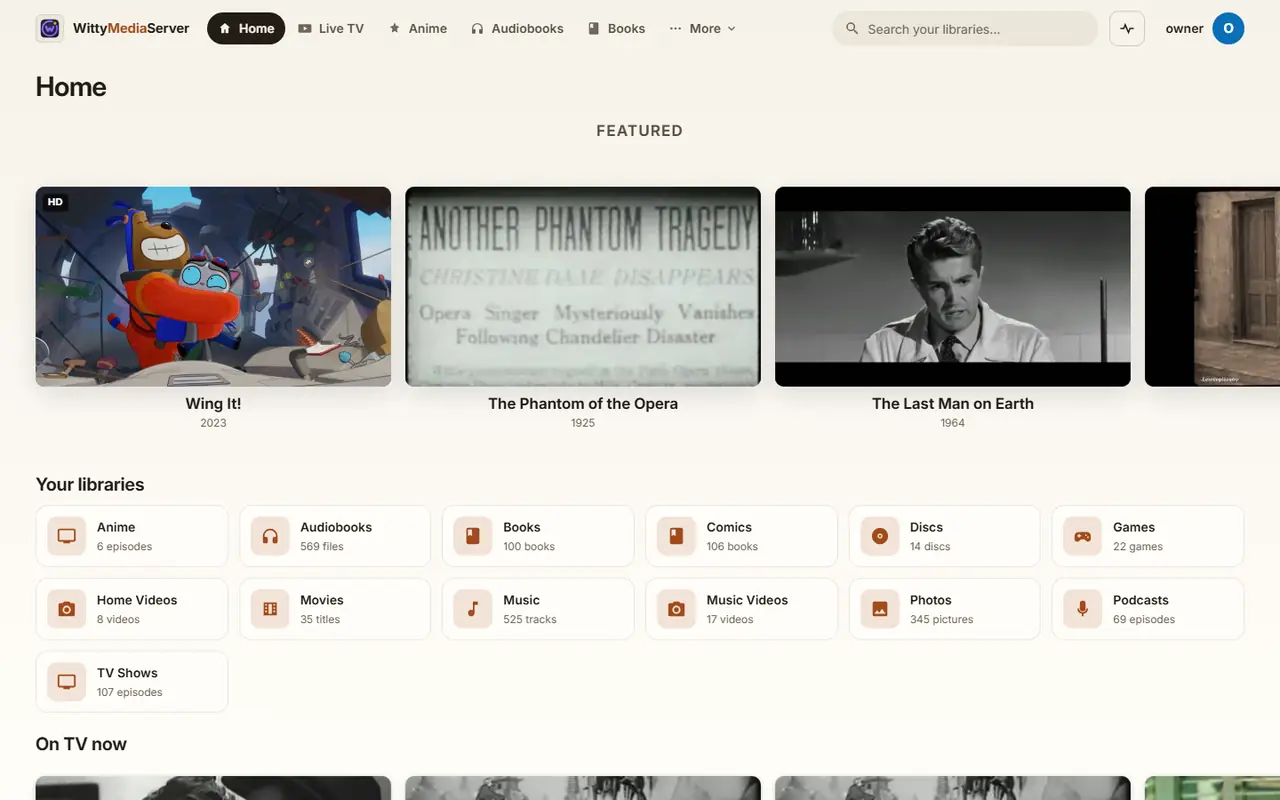 WittyMediaServer
Home
Live TV
Anime
Audiobooks
Books
More
Search your libraries...
owner
O
Home
FEATURED
HD
ANOTHER PHANTOM TRAGEDY
CHRISTINE DAAE DISAPPEARS
Opera Singer Mysteriously Vanishes
Following Chandelier Disaster
Wing It!
2023
The Phantom of the Opera
1925
The Last Man on Earth
1964
Your libraries
Anime
6 episodes
Audiobooks
569 files
Books
100 books
Comics
106 books
Discs
14 discs
Games
22 games
Home Videos
8 videos
Movies
35 titles
Music
525 tracks
Music Videos
17 videos
Photos
345 pictures
Podcasts
69 episodes
TV Shows
107 episodes
On TV now